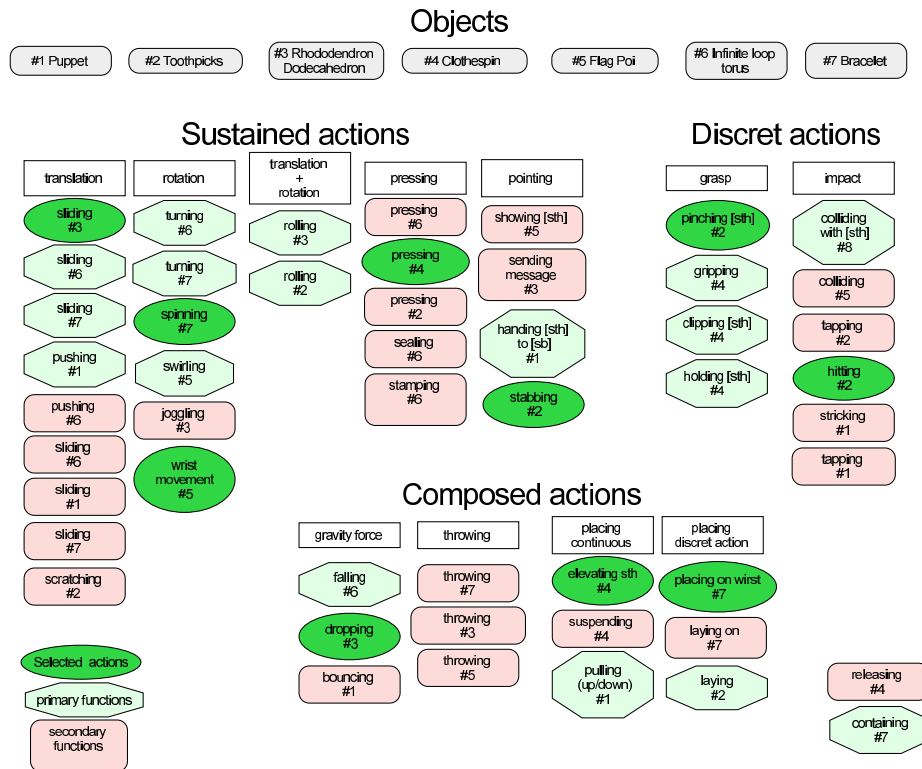 Objects
#1 Puppet
#2 Toothpicks
#3 Rhododendron
Dodecahedron
#4 Clothespin
#5 Flag Poi
#6 Infinite loop
torus
#7 Bracelet
Sustained actions
translation
sliding
#3
sliding
#6
sliding
#7
pushing
#1
pushing
#6
sliding
#6
sliding
#1
sliding
#7
scratching
#2
rotation
turning
#6
turning
#7
spinning
#7
swirling
#5
joggling
#3
wrist
movement
#5
translation
+
rotation
rolling
#3
rolling
#2
pressing
pressing
#6
pressing
#4
pressing
#2
sealing
#6
stamping
#6
pointing
showing [sth]
#5
sending
message
#3
handing [sth]
to [sb]
#1
stabbing
#2
Discret actions
grasp
pinching [sth]
#2
gripping
#4
clipping [sth]
#4
holding [sth]
#4
impact
colliding
with [sth]
#8
colliding
#5
tapping
#2
hitting
#2
stricking
#1
tapping
#1
Composed actions
gravity force
falling
#6
dropping
#3
bouncing
#1
throwing
throwing
#7
throwing
#3
throwing
#5
placing
continuous
elevating sth
#4
suspending
#4
pulling
(up/down)
#1
placing
discret action
placing on wirst
#7
laying on
#7
laying
#2
releasing
#4
containing
#7
Selected actions
primary functions
secondary
functions